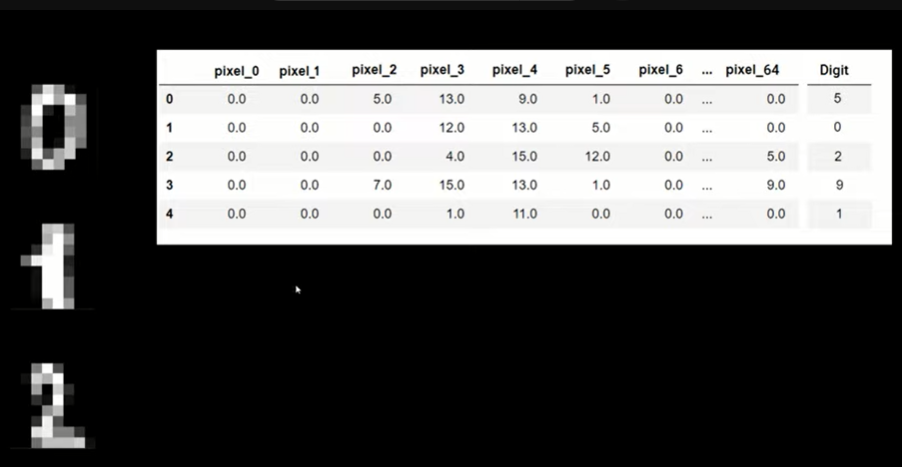 pixel_0 pixel_1 pixel_2 pixel_3 pixel_4 pixel_5 pixel_6 ... pixel_64 Digit
0 0.0 0.0 5.0 13.0 9.0 1.0 0.0 ... 0.0 5
1 0.0 0.0 0.0 12.0 13.0 5.0 0.0 ... 0.0 0
2 0.0 0.0 0.0 4.0 15.0 12.0 0.0 ... 5.0 2
3 0.0 0.0 7.0 15.0 13.0 1.0 0.0 ... 9.0 9
4 0.0 0.0 0.0 1.0 11.0 0.0 0.0 ... 0.0 1
0
1
2